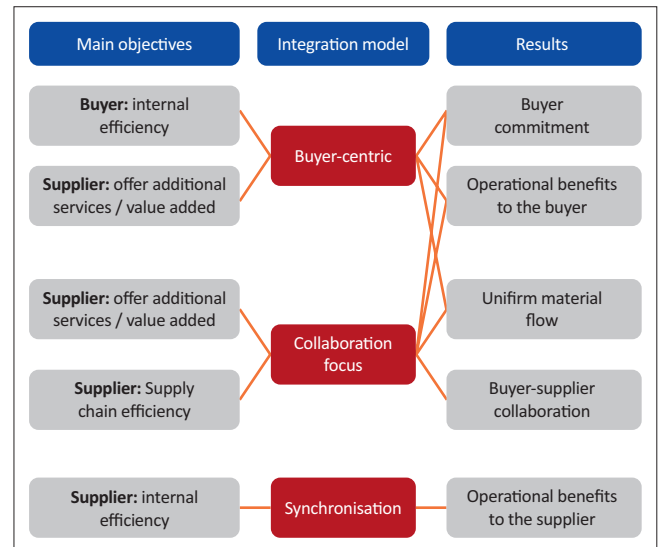 Main objectives
Integration model
Results
Buyer: internal
efficiency
Supplier: offer additional
services / value added
Supplier: offer additional
services / value added
Supplier: Supply
chain efficiency
Supplier: internal
efficiency
Buyer-centric
Collaboration
focus
Synchronisation
Buyer
commitment
Operational benefits
to the buyer
Unifirm material
flow
Buyer-supplier
collaboration
Operational benefits
to the supplier